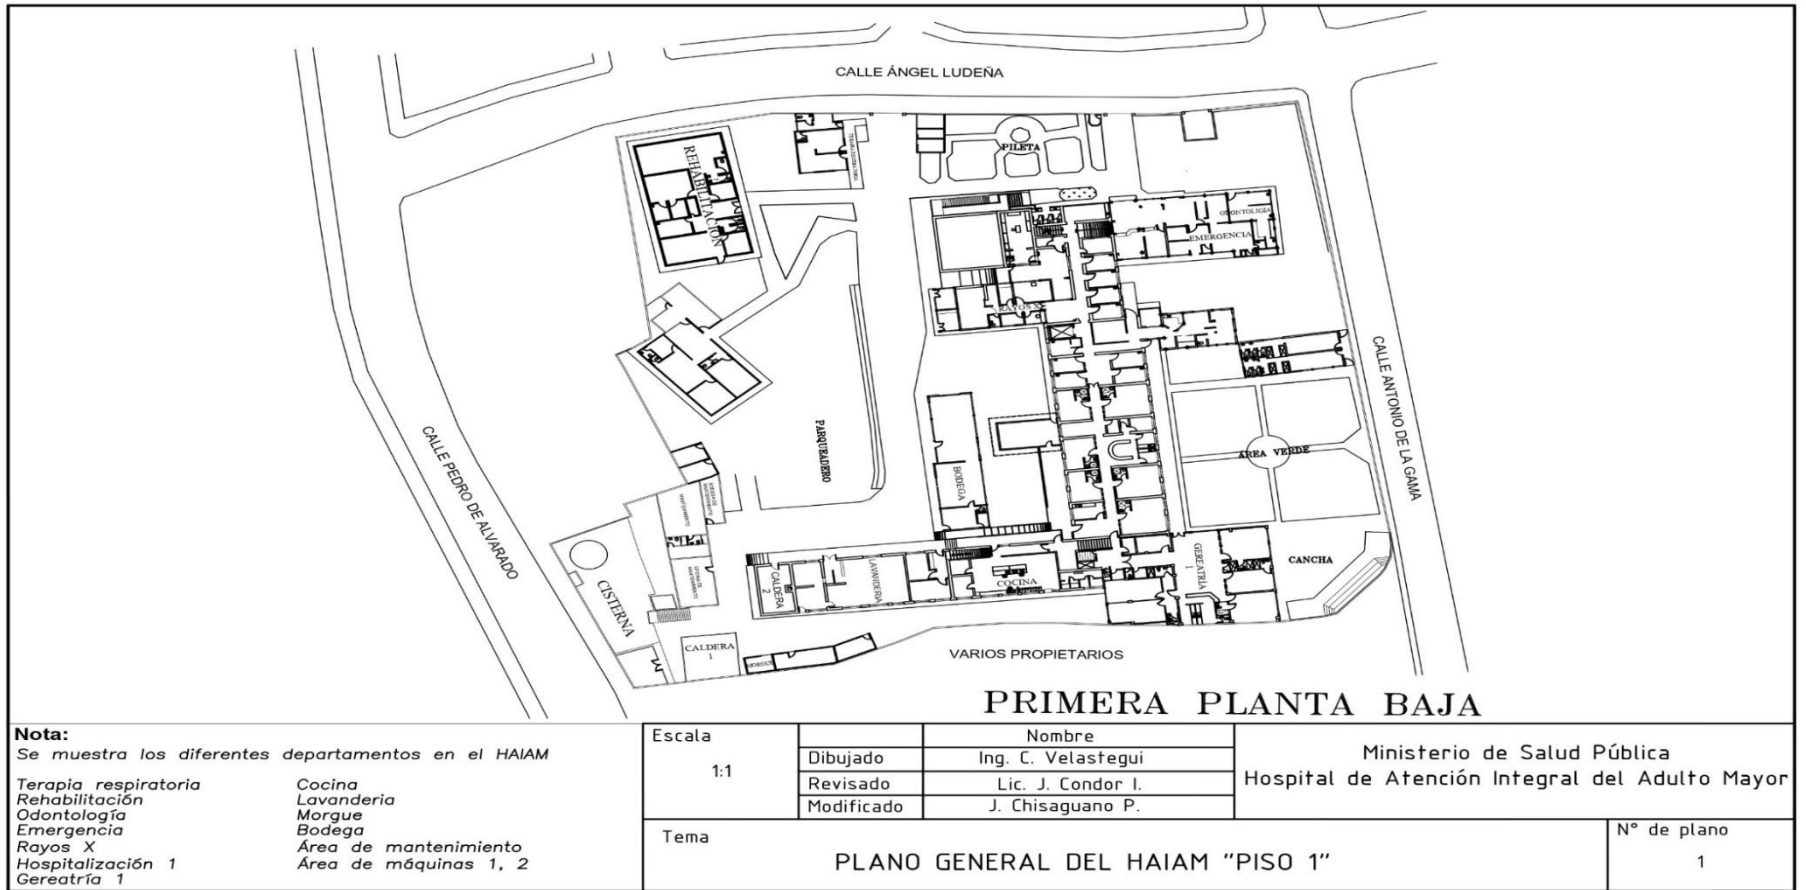 CALLE ÁNGEL LUDEÑA
REHABILITACIÓN
PILETA
ODONTOLIGÍA
EMERGENCIA
RAYOS X
CALLE PEDRO DE ALVARADO
PARQUEADERO
BODEGA
ÁREA VERDE
CALLE ANTONIO DE LA GAMA
CISTERNA
CALDERA
2
LAVANDERIA
COCINA
GEREATRÍA
1
CANCHA
CALDERA
1
MORGUE
VARIOS PROPIETARIOS
PRIMERA PLANTA BAJA
Nota:
Se muestra los diferentes departamentos en el HAIAM
Terapia respiratoria
Rehabilitación
Odontología
Emergencia
Rayos X
Hospitalización 1
Gereatría 1
Cocina
Lavanderia
Morgue
Bodega
Área de mantenimiento
Área de máquinas 1, 2
Escala
1:1
Nombre
Dibujado Ing. C. Velastegui
Revisado Lic. J. Condor I.
Modificado J. Chisaguano P.
Ministerio de Salud Pública
Hospital de Atención Integral del Adulto Mayor
Tema
PLANO GENERAL DEL HAIAM "PISO 1"
N° de plano
1